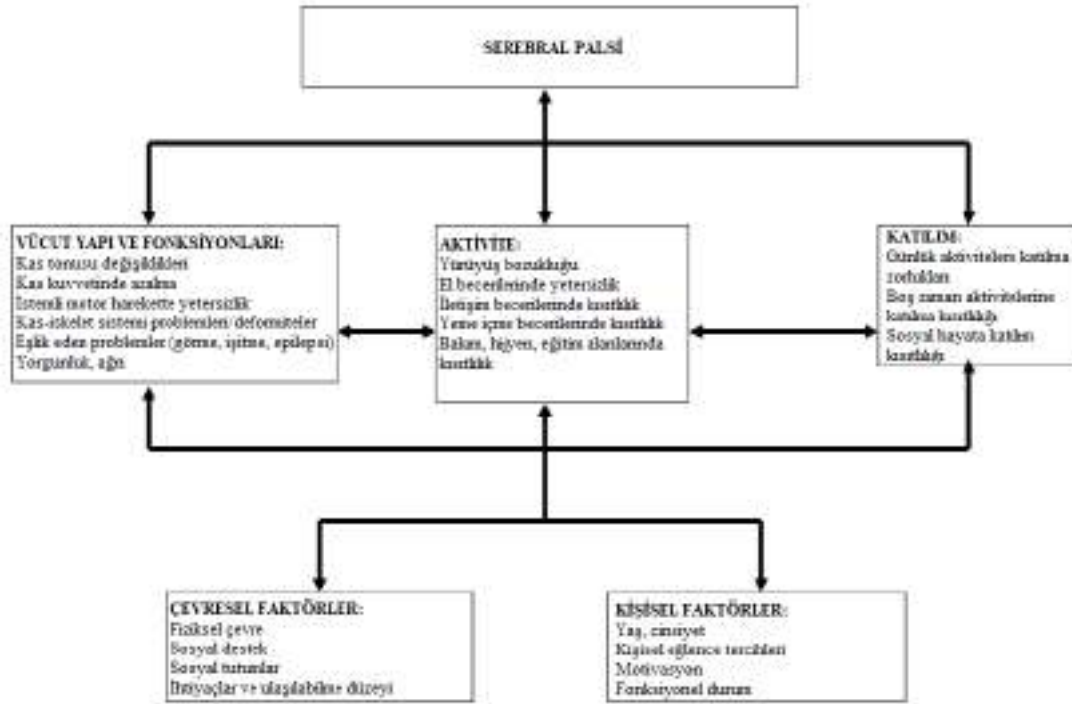 SEREBRAL PALSİ
VÜCUT YAPI VE FONKSİYONLARI:
Kas tonusu değişiklikleri
Kas kuvvetinde azalma
İstemli motor harekette yetersizlik
Kas-iskelet sistemi problemleri/deformiteler
Eşlik eden problemler (görme, işitme, epilepsi)
Yorgunluk, ağrı
AKTİVİTE:
Yürüyüş bozukluğu
El becerilerinde yetersizlik
İletişim becerilerinde kısıtlılık
Yeme içme becerilerinde kısıtlılık
Bakım, hijyen, eğitim alanlarında
kısıtlılık
KATILIM:
Günlük aktivitelere katılma
zorlukları
Boş zaman aktivitelerine
katılma kısıtlılığı
Sosyal hayata katılım
kısıtlılığı
ÇEVRESEL FAKTÖRLER:
Fiziksel çevre
Sosyal destek
Sosyal tutumlar
İhtiyaçlar ve ulaşılabilme düzeyi
KİŞİSEL FAKTÖRLER:
Yaş, cinsiyet
Kişisel eğlence tercihleri
Motivasyon
Fonksiyonel durum